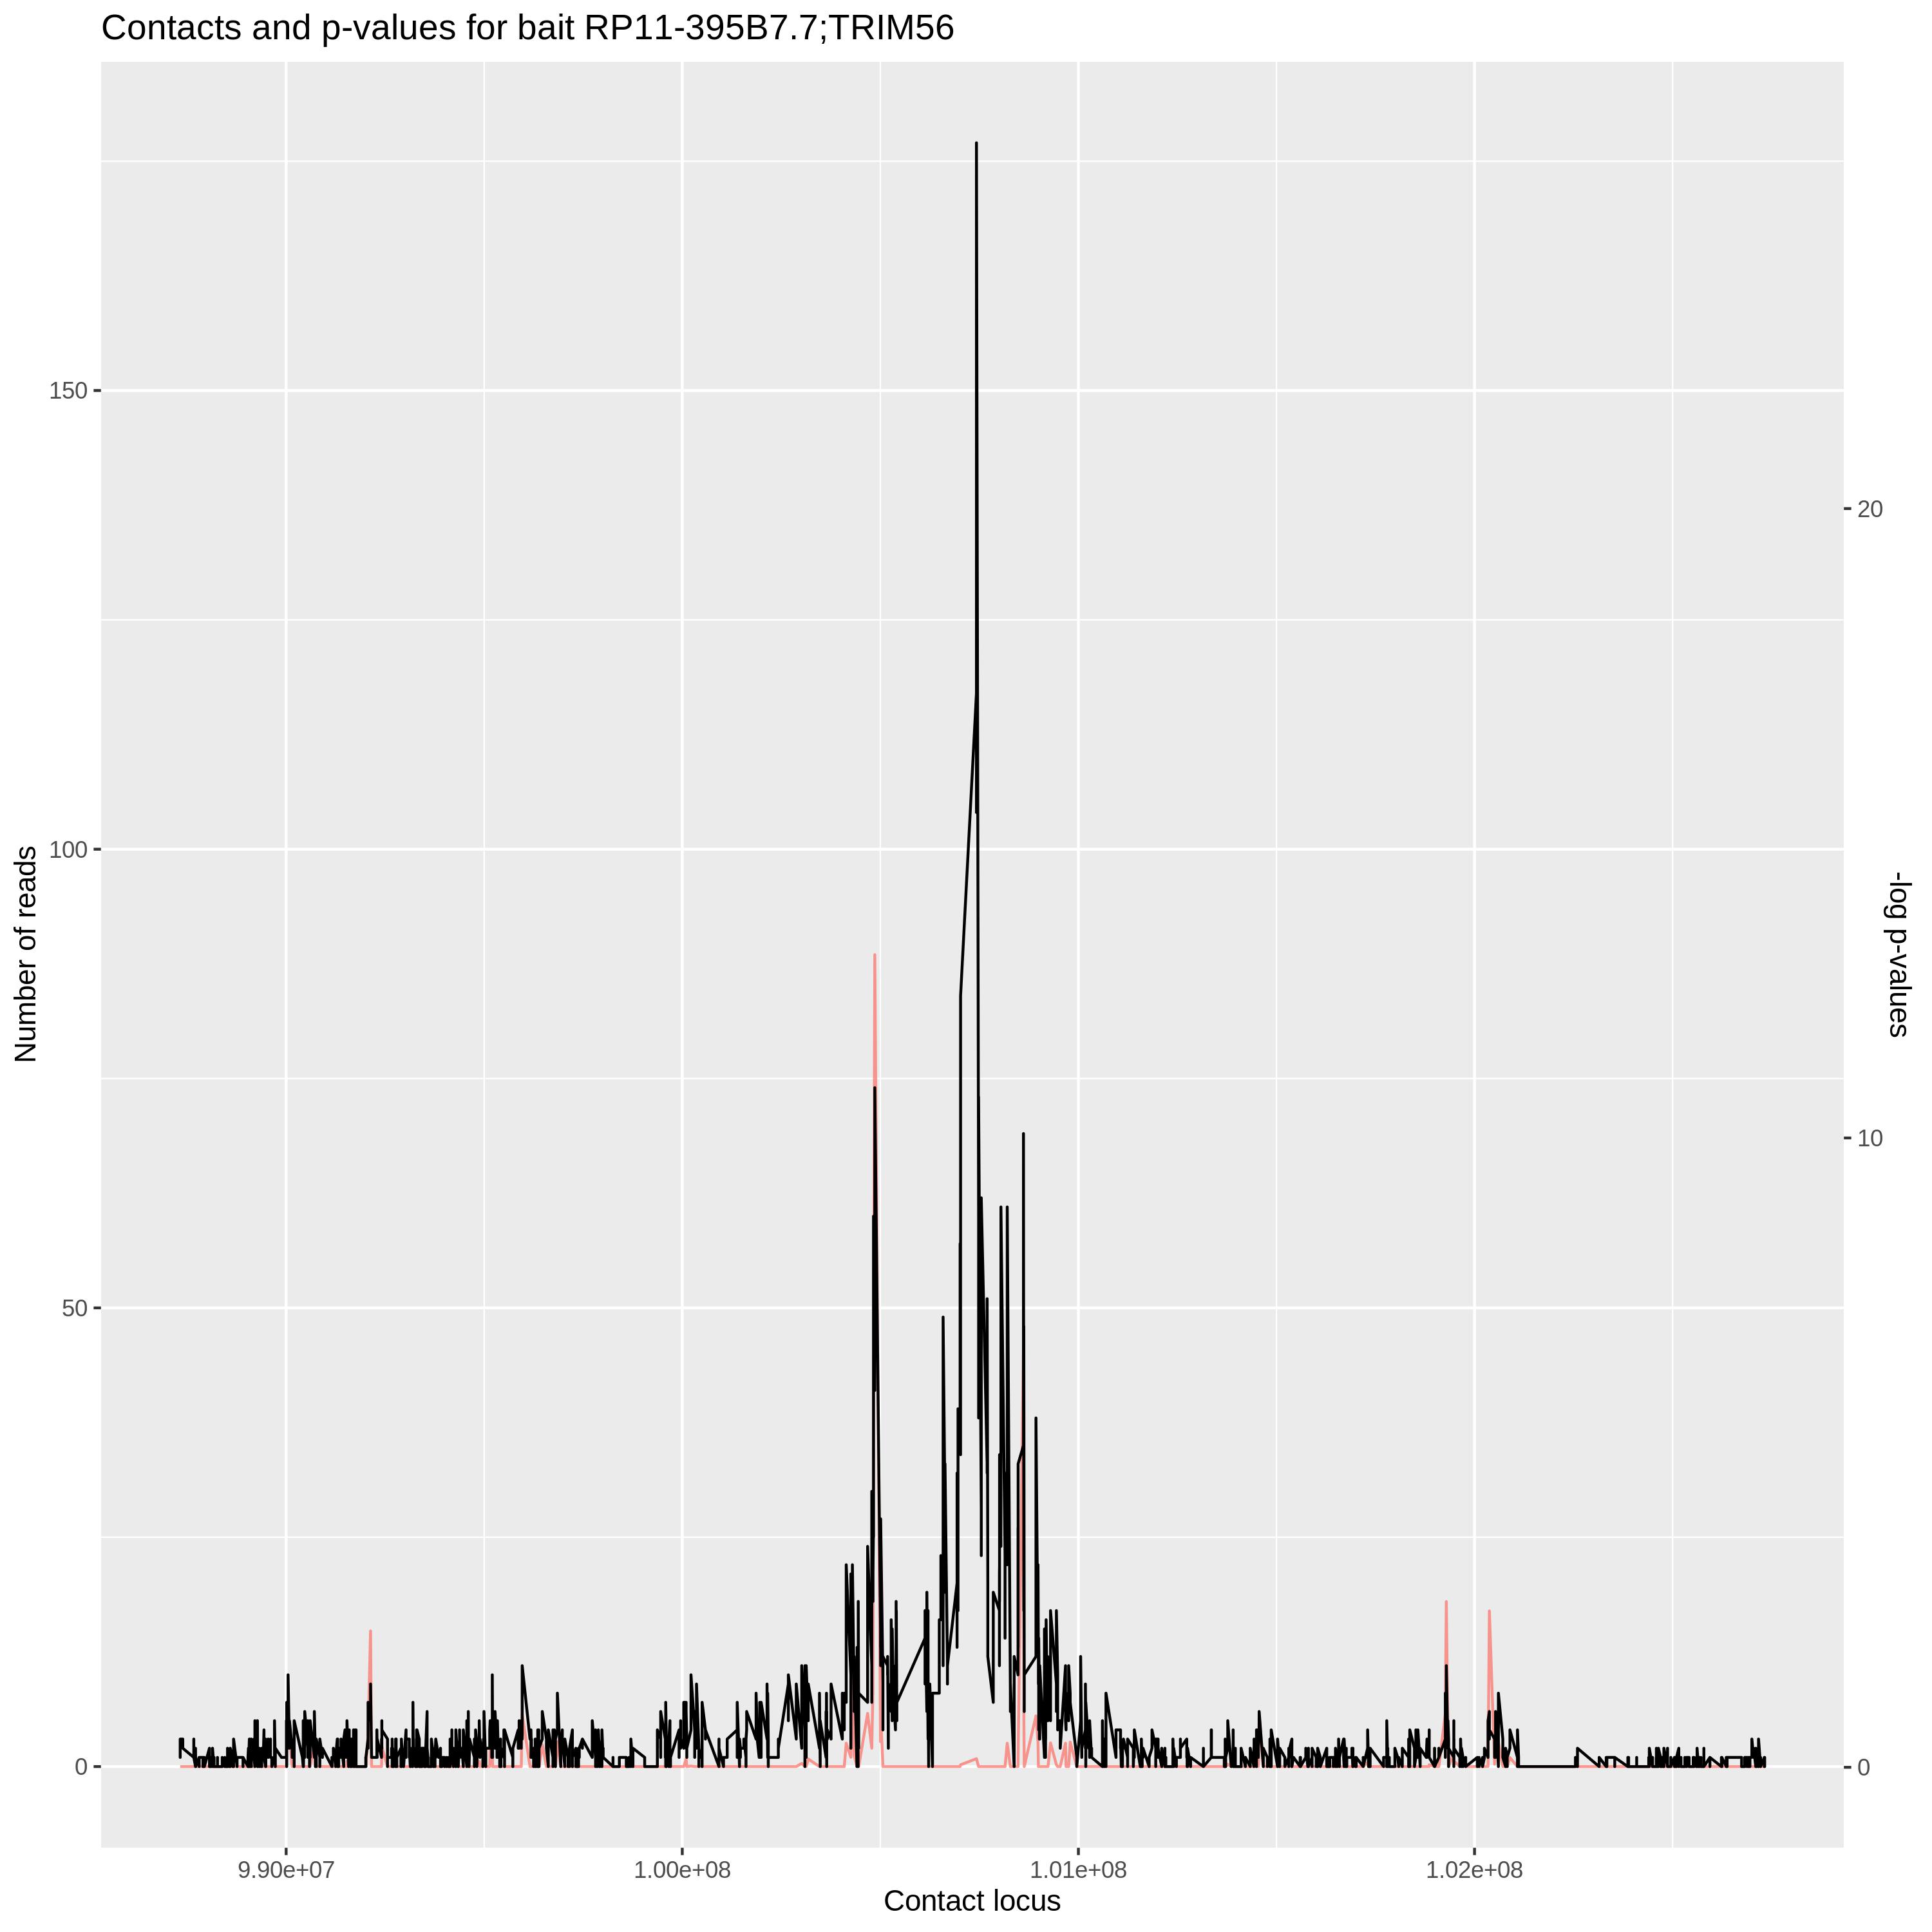 Contacts and p-values for bait RP11-395B7.7;TRIM56
Number of reads
150
100
50
0
20
10
0
-log p-values
9.90e+07 1.00e+08 1.01e+08 1.02e+08
Contact locus